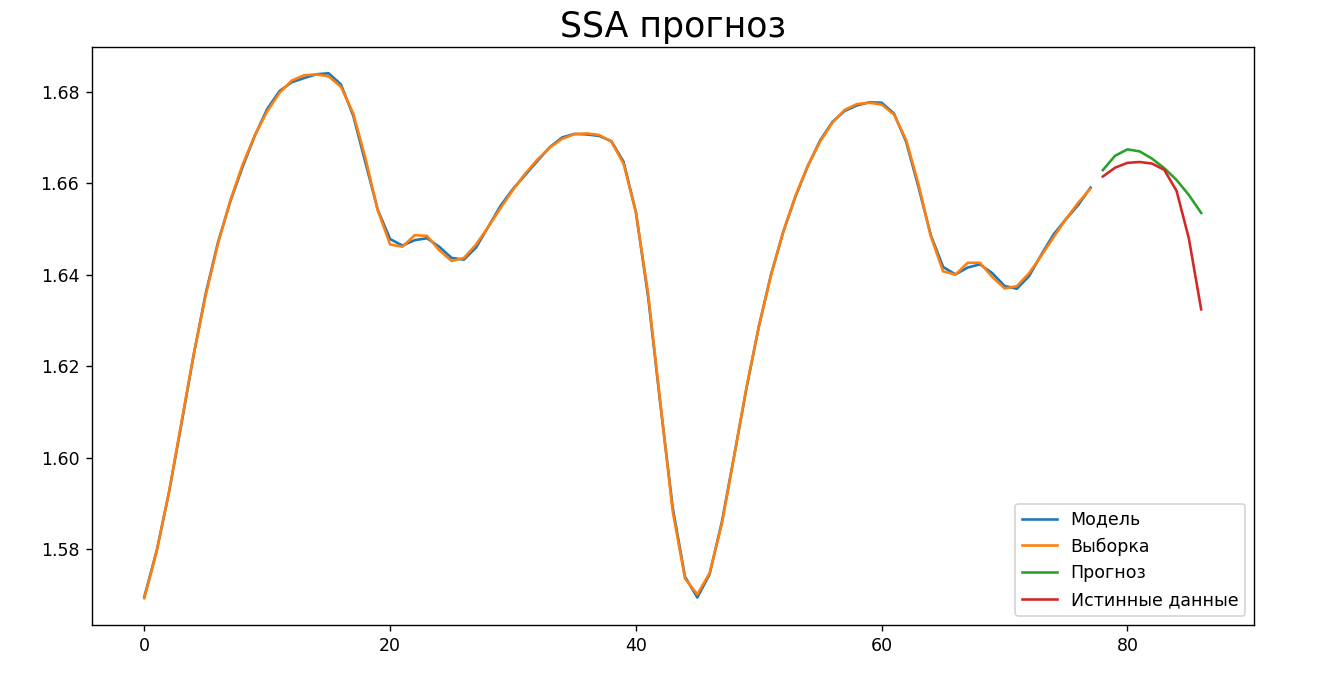 SSA прогноз
1.68
1.66
1.64
1.62
1.60
1.58
0 20 40 60 80
Модель
Выборка
Прогноз
Истинные данные